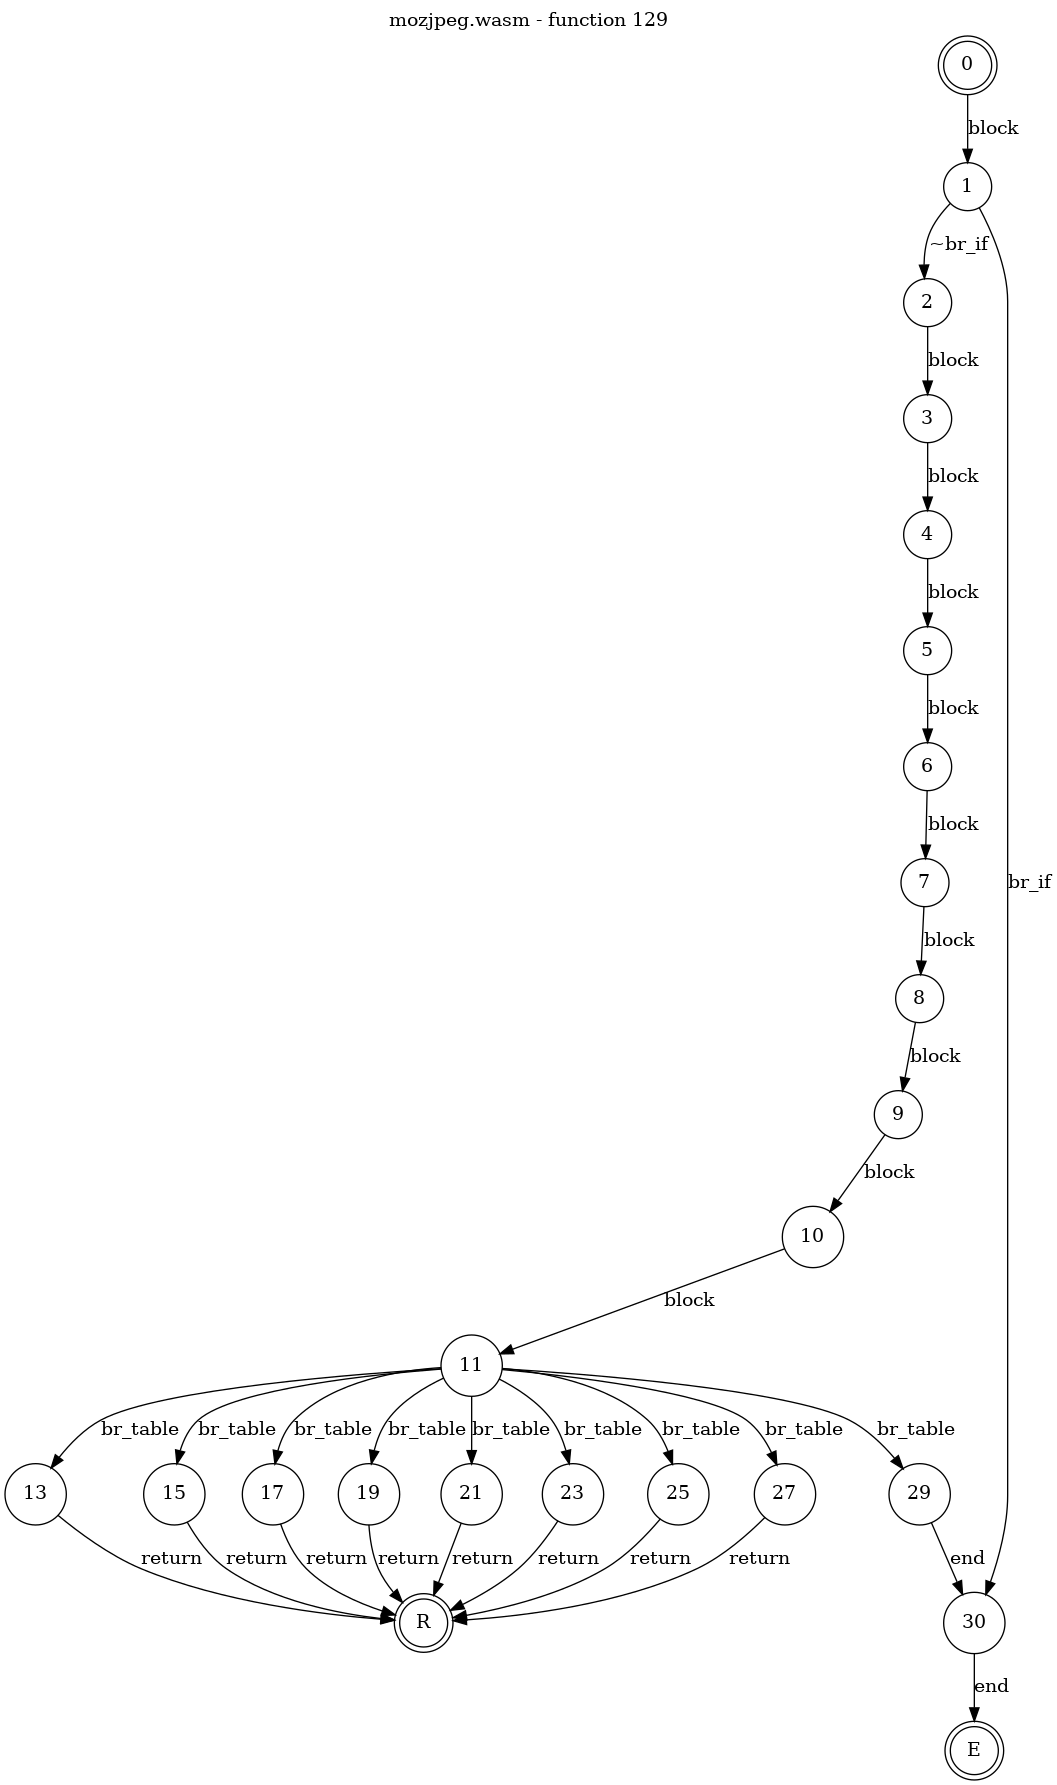 mozjpeg.wasm - function 129
0
block
1
~br_if
2
block
3
block
4
block
5
block
6
block
7
br_if
block
8
block
9
block
10
block
11
br_table br_table br_table br_table br_table br_table br_table br_table br_table
13 15 17 19 21 23 25 27 29
return return return return return return return return end
R 30
end
E